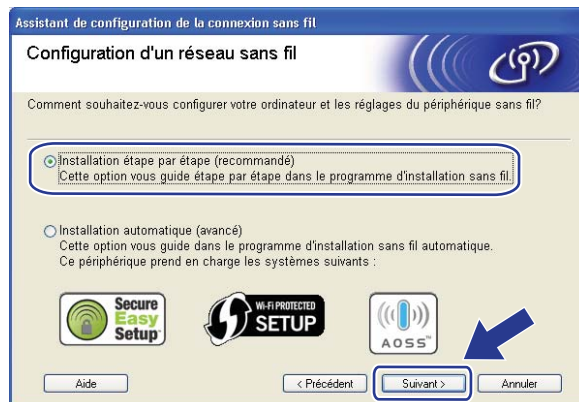 Assistant de configuration de la connexion sans fil
Configuration d'un réseau sans fil
Comment souhaitez-vous configurer votre ordinateur et les réglages du périphérique sans fil?
Installation étape par étape (recommandé)
Cette option vous guide étape par étape dans le programme d'installation sans fil.
Installation automatique (avancé)
Cette option vous guide dans le programme d'installation sans fil automatique.
Ce périphérique prend en charge les systèmes suivants :
Secure
Easy
Setup
Wi-Fi PROTECTED
SETUP
AOSS™
Aide
< Précédent
Suivant >
Annuler